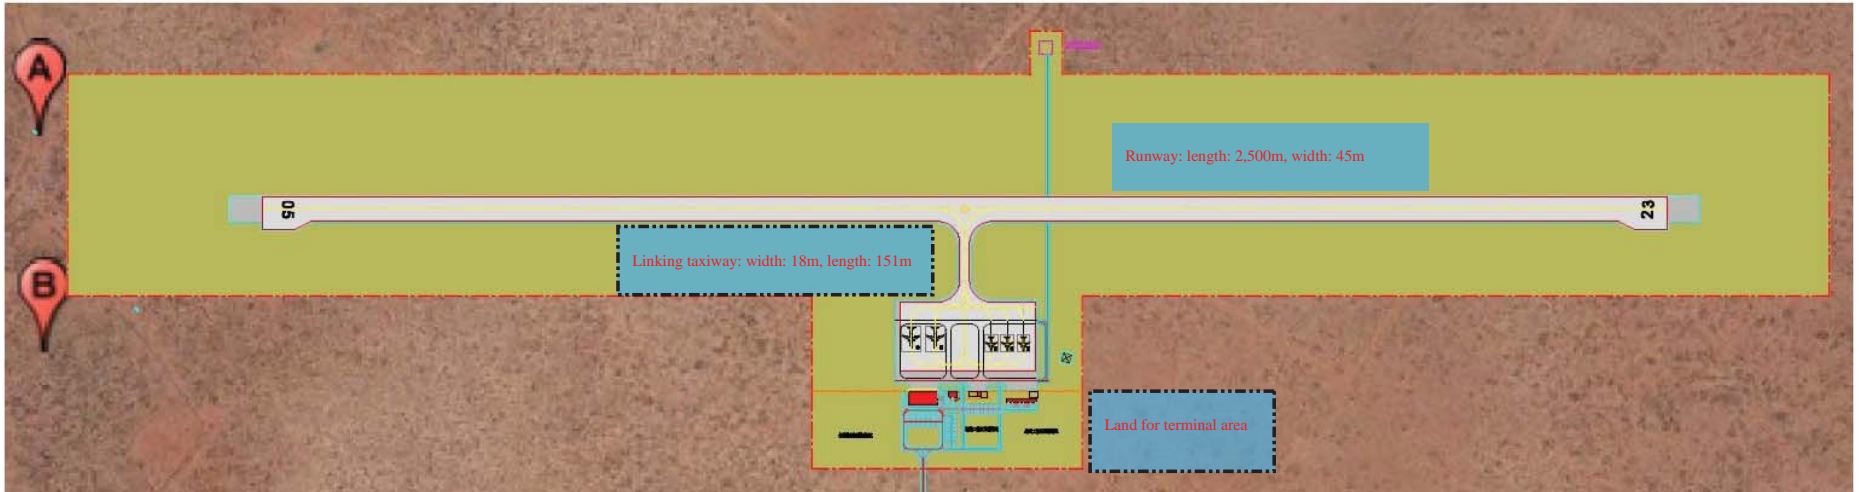 A
Runway: length: 2,500m, width: 45m
05
23
Linking taxiway: width: 18m, length: 151m
B
Land for terminal area